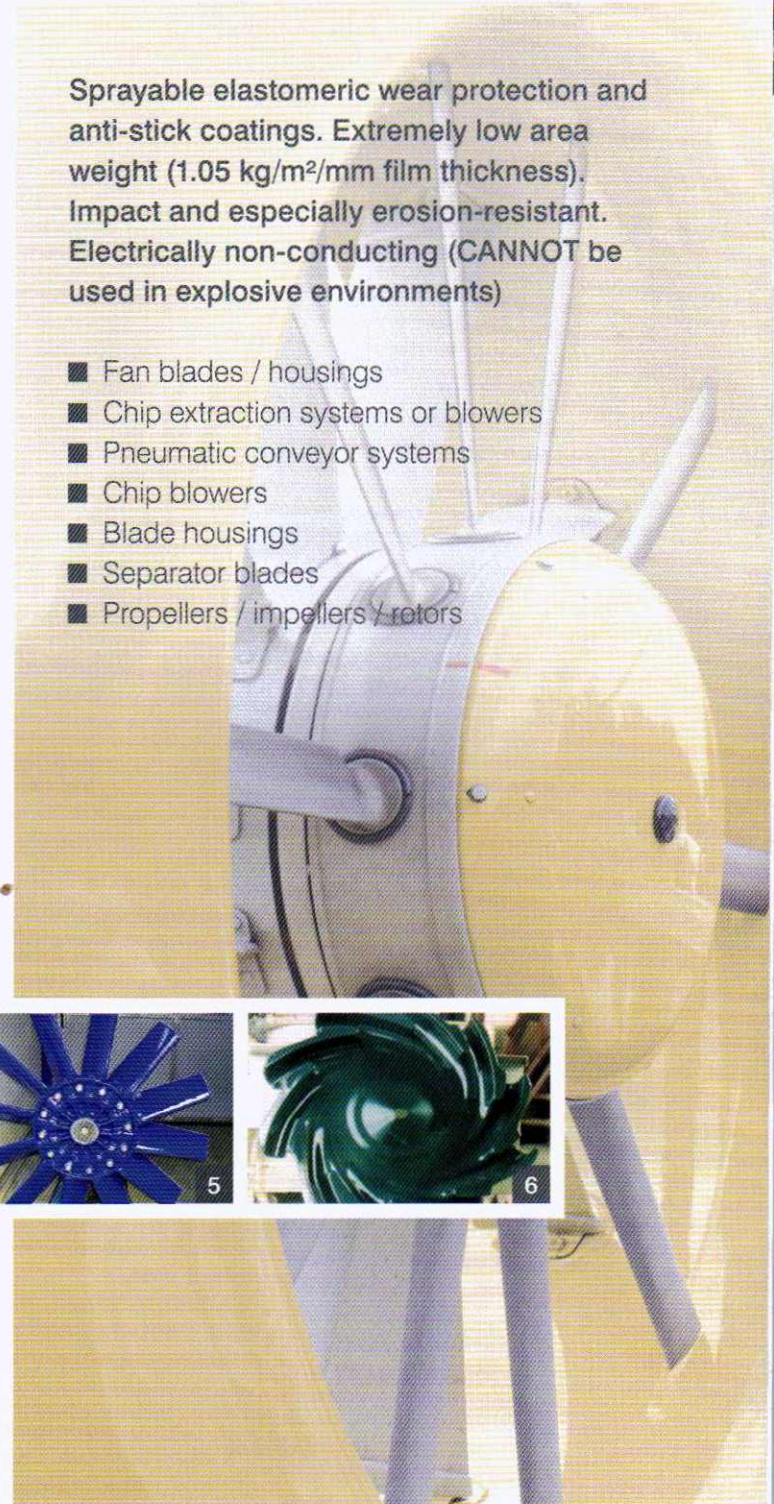 Sprayable elastomeric wear protection and
anti-stick coatings. Extremely low area
weight (1.05 kg/m²/mm film thickness).
Impact and especially erosion-resistant.
Electrically non-conducting (CANNOT be
used in explosive environments)
■ Fan blades / housings
■ Chip extraction systems or blowers
■ Pneumatic conveyor systems
■ Chip blowers
■ Blade housings
■ Separator blades
■ Propellers / impellers / rotors
5
6